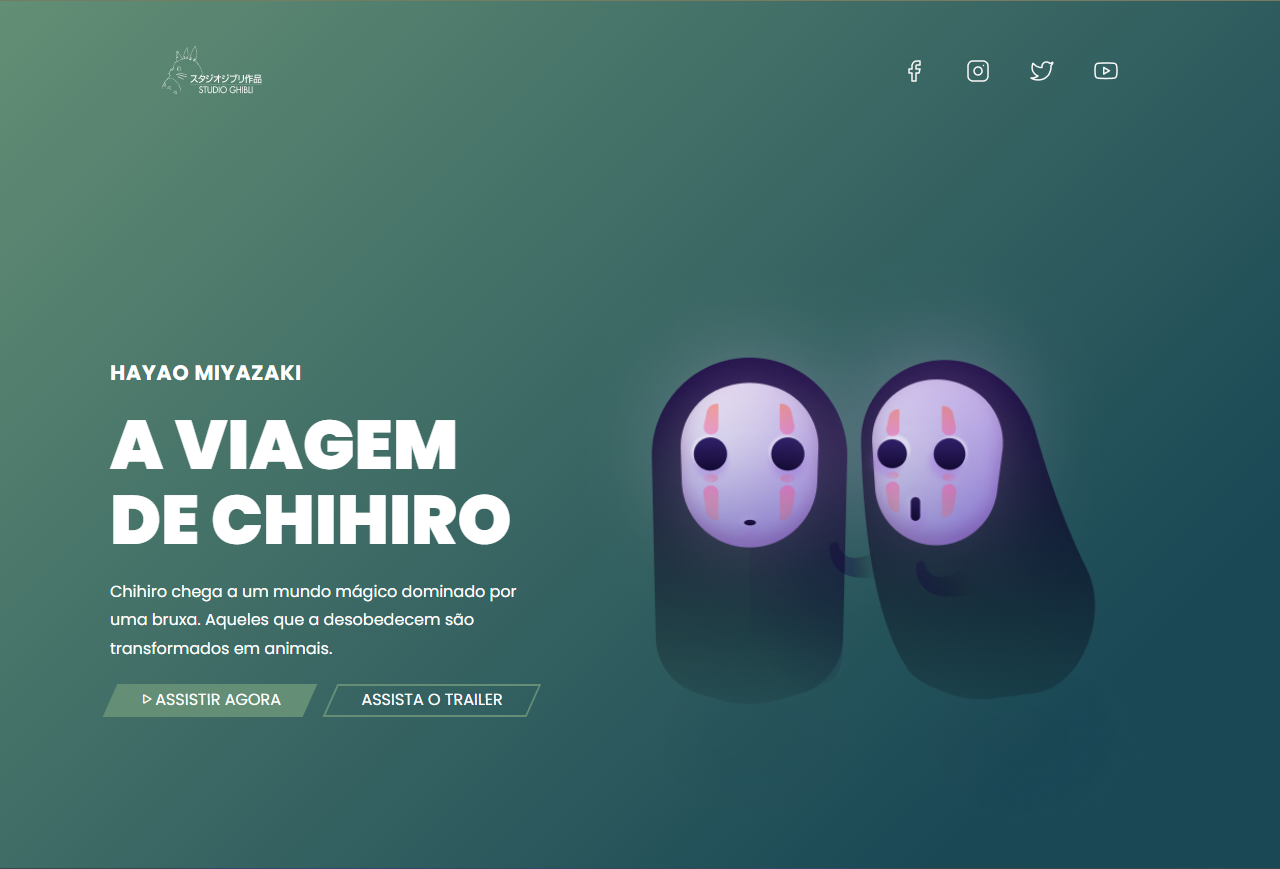 スタジオジブリ作品
STUDIO GHIBLI
HAYAO MIYAZAKI
A VIAGEM
DE CHIHIRO
Chihiro chega a um mundo mágico dominado por
uma bruxa. Aqueles que a desobedecem são
transformados em animais.
ASSISTIR AGORA
ASSISTA O TRAILER